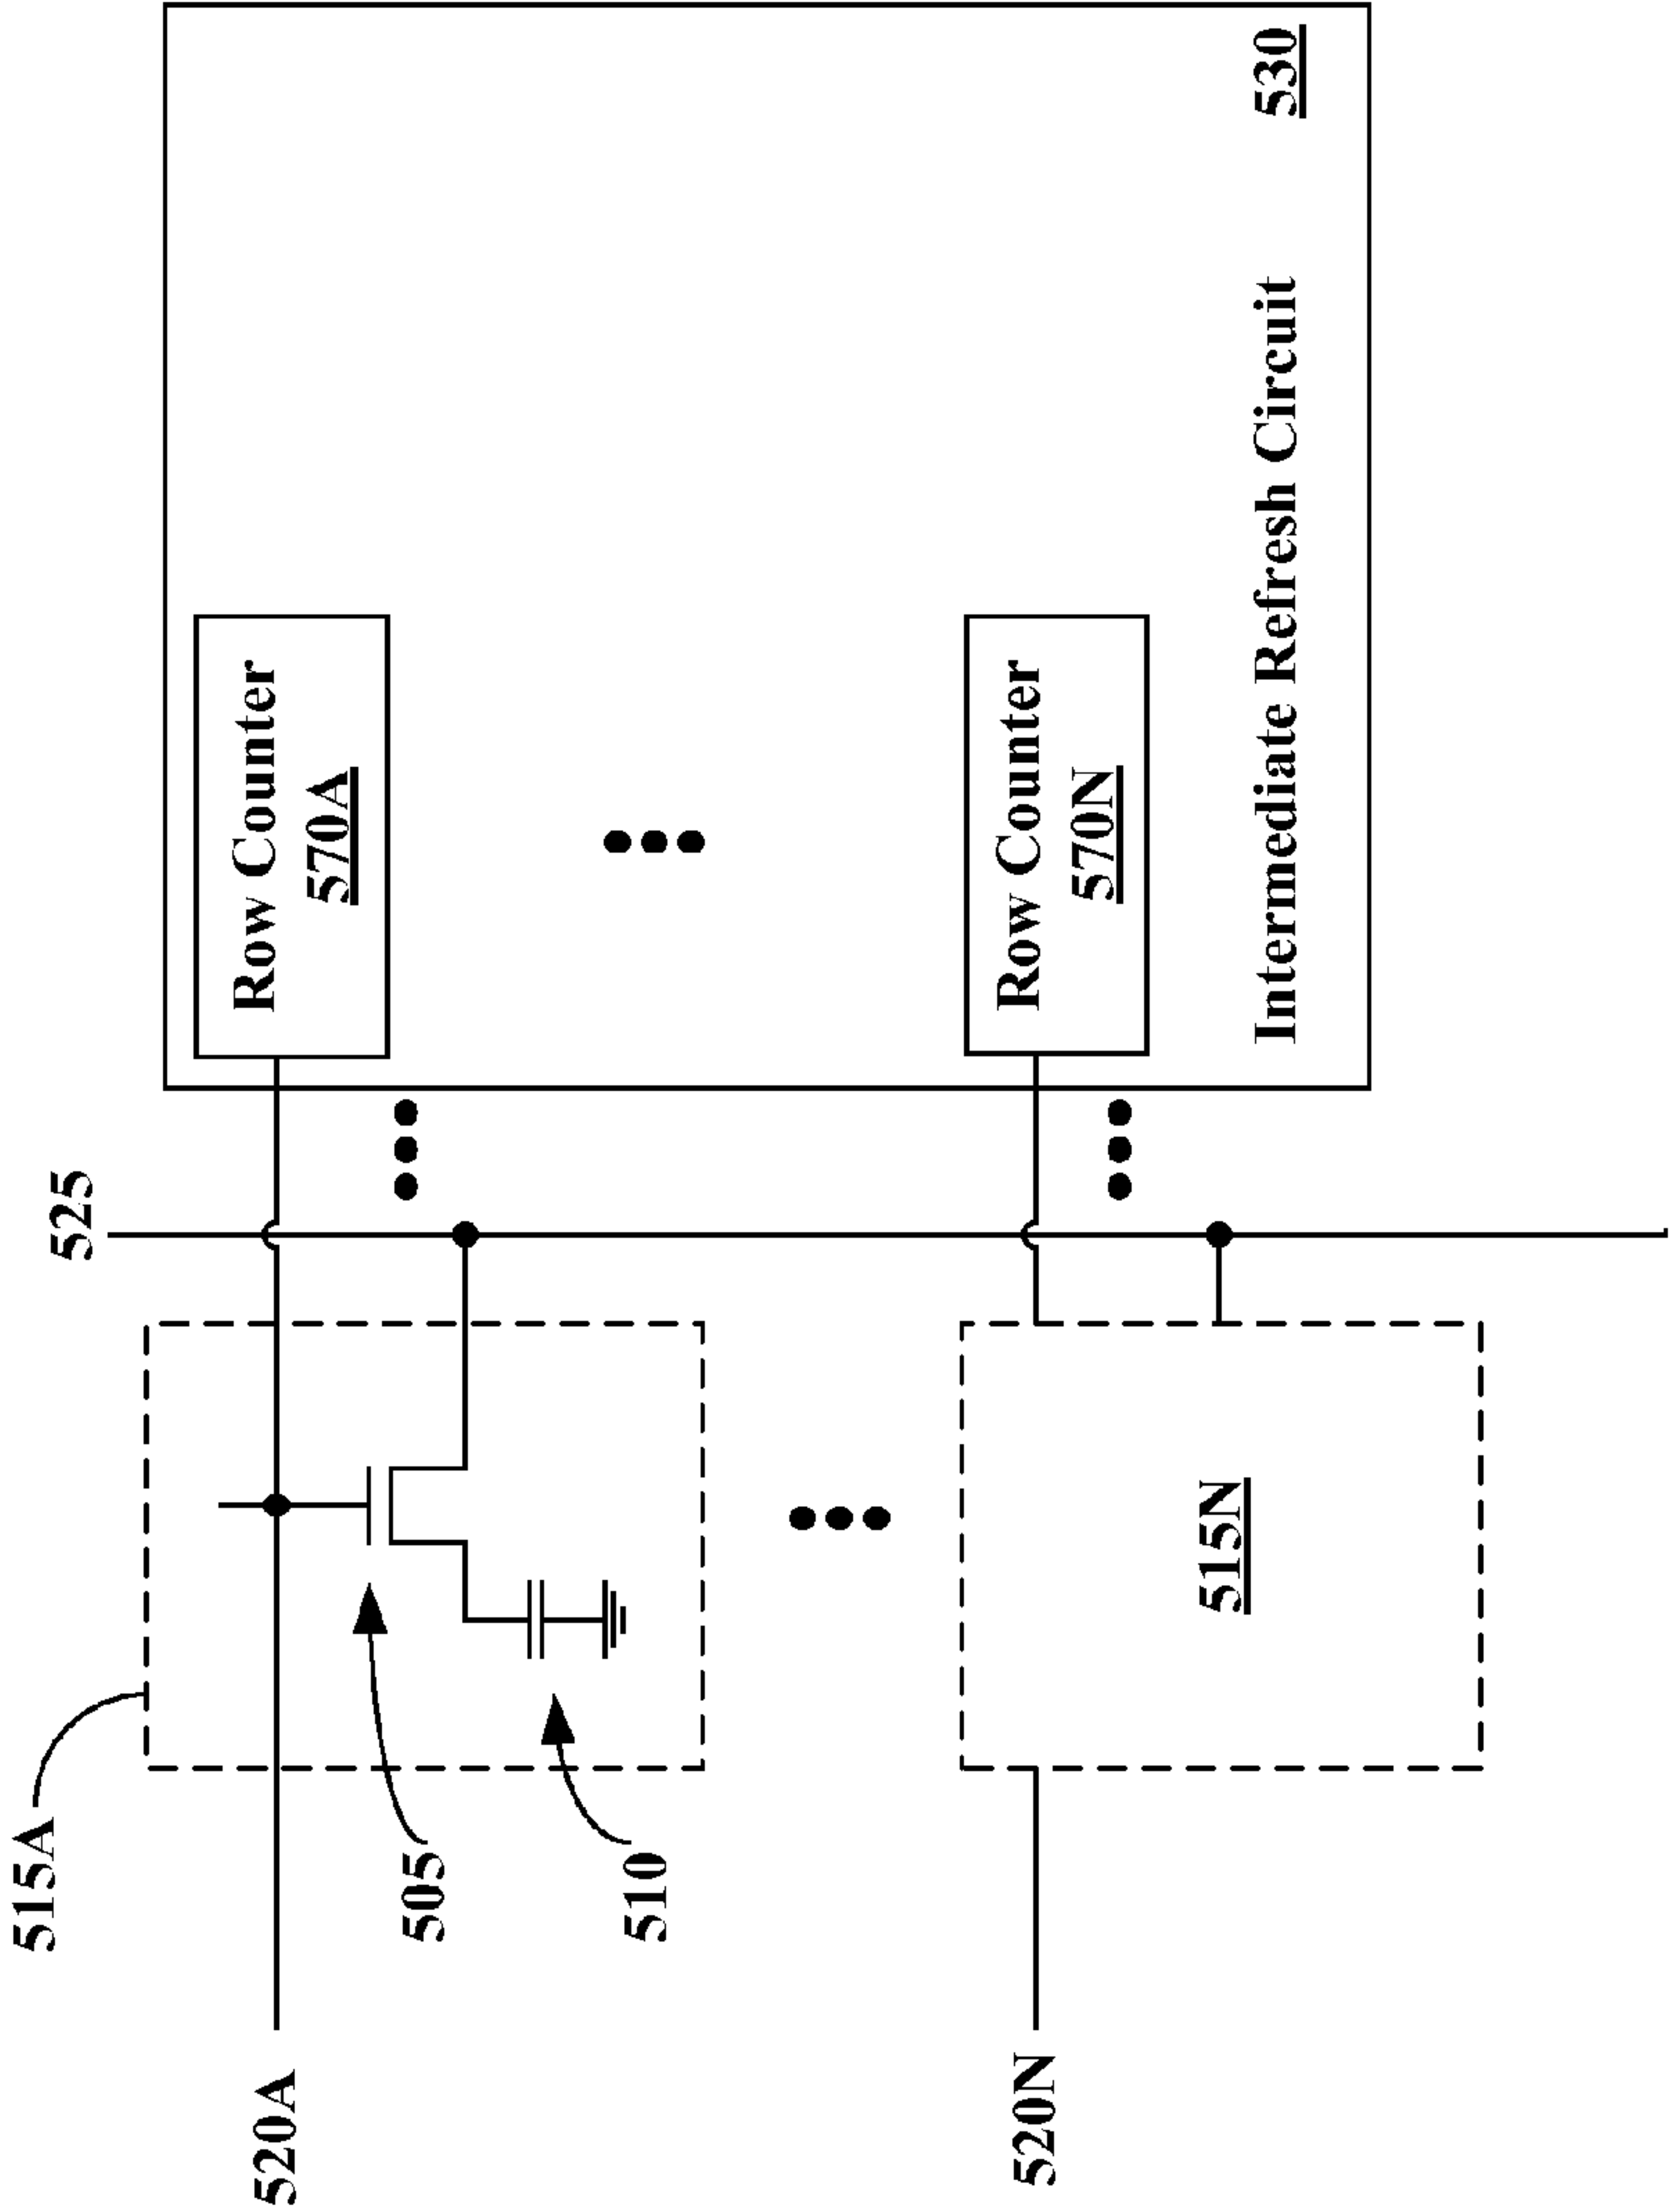 515A
520A
505
510
525
Row Counter
570A
520N
515N
Row Counter
570N
Intermediate Refresh Circuit
530